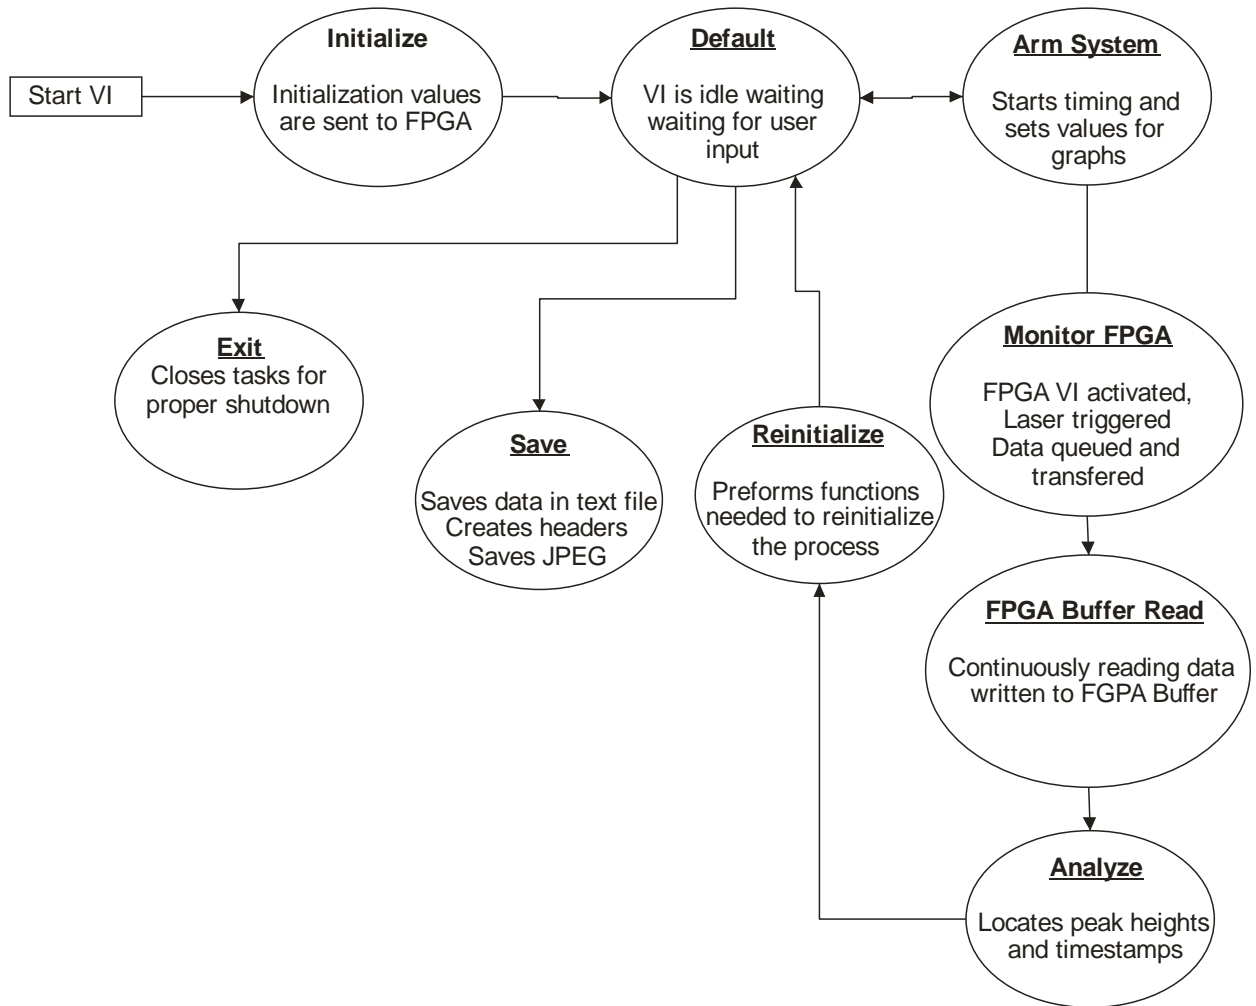 Start VI
Initialize
Initialization values
are sent to FPGA
Default
VI is idle waiting
waiting for user
input
Arm System
Starts timing and
sets values for
graphs
Exit
Closes tasks for
proper shutdown
Save
Saves data in text file
Creates headers
Saves JPEG
Reinitialize
Preforms functions
needed to reinitialize
the process
Monitor FPGA
FPGA VI activated,
Laser triggered
Data queued and
transfered
FPGA Buffer Read
Continuously reading data
written to FGPA Buffer
Analyze
Locates peak heights
and timestamps